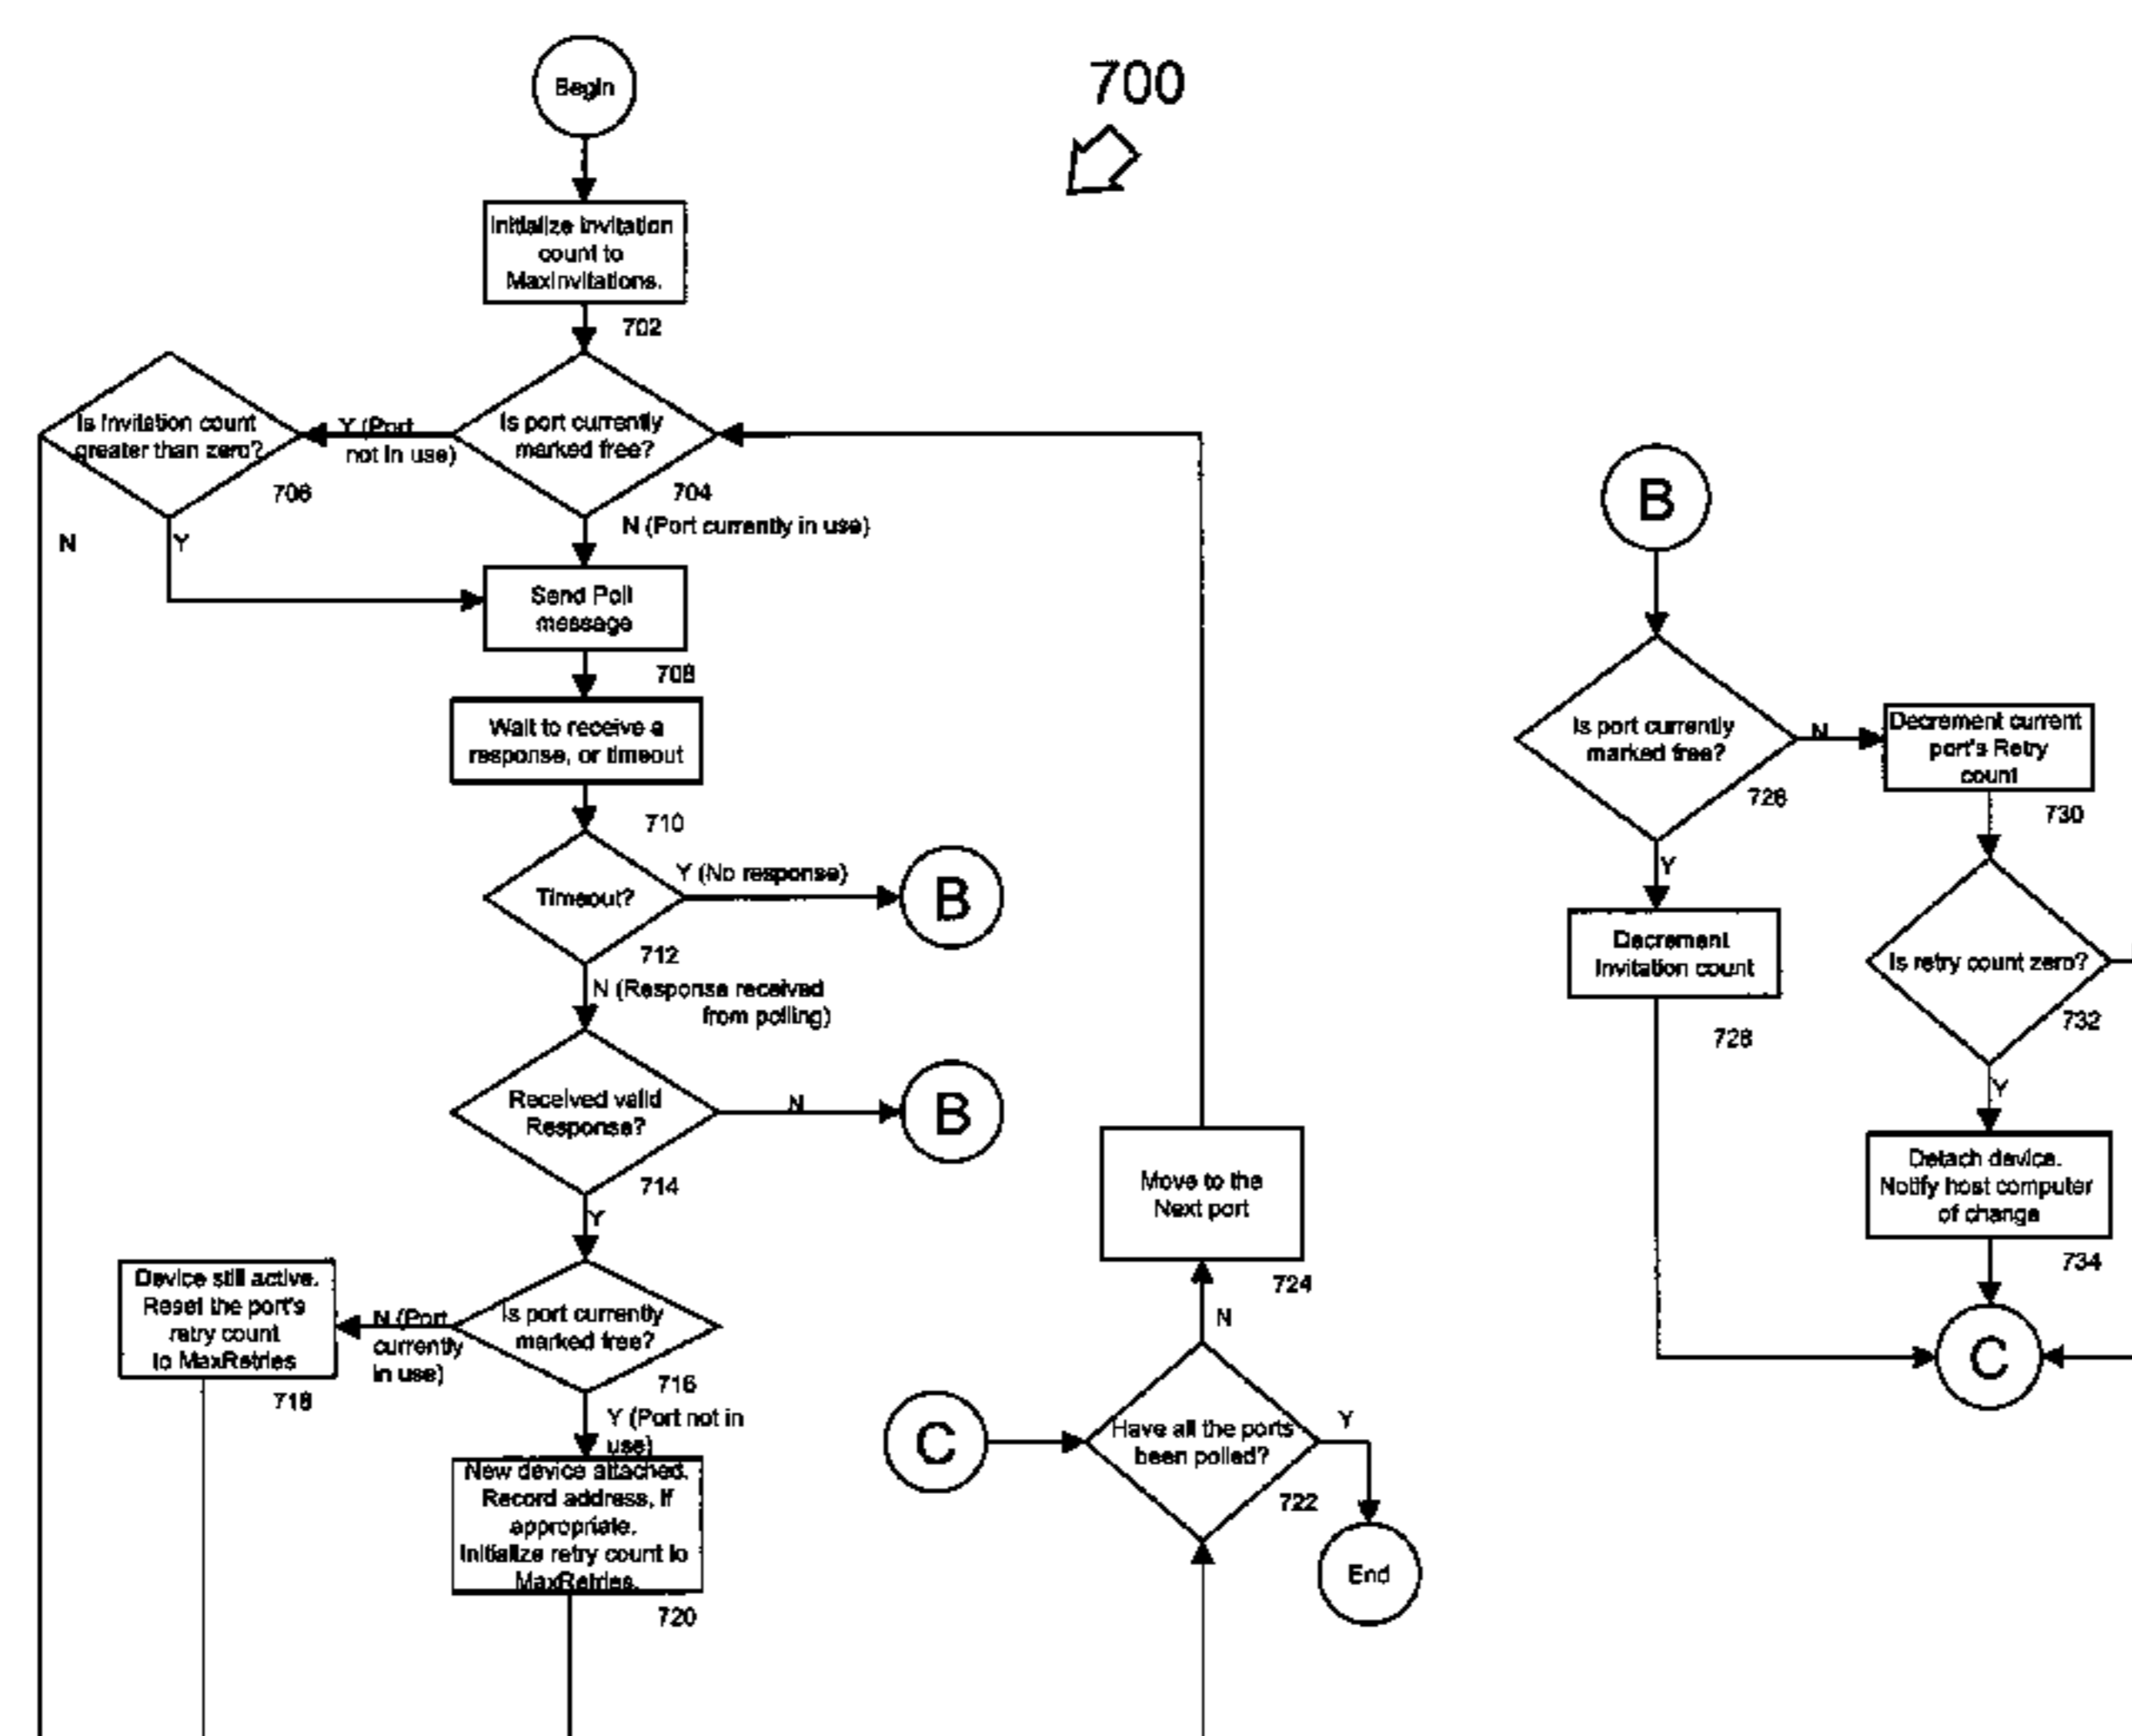 Begin
700
Initialize invitation
count to
MaxInvitations.
702
Is Invitation count
greater than zero?
706
Y (Port
not in use)
Is port currently
marked free?
704
N
Y
N (Port currently in use)
Send Poll
message
708
Wait to receive a
response, or timeout
710
Timeout?
712
Y (No response)
B
N (Response received
from polling)
Received valid
Response?
714
N
B
Y
Is port currently
marked free?
716
N (Port
currently
in use)
Device still active.
Reset the port's
retry count
to MaxRetries
718
Y (Port not in
use)
New device attached.
Record address, if
appropriate.
Initialize retry count to
MaxRetries.
720
Move to the
Next port
724
N
C
Have all the ports
been polled?
722
Y
End
B
Is port currently
marked free?
726
N
Decrement current
port's Retry
count
730
Y
Decrement
Invitation count
728
Is retry count zero?
732
Y
Detach device.
Notify host computer
of change
734
C